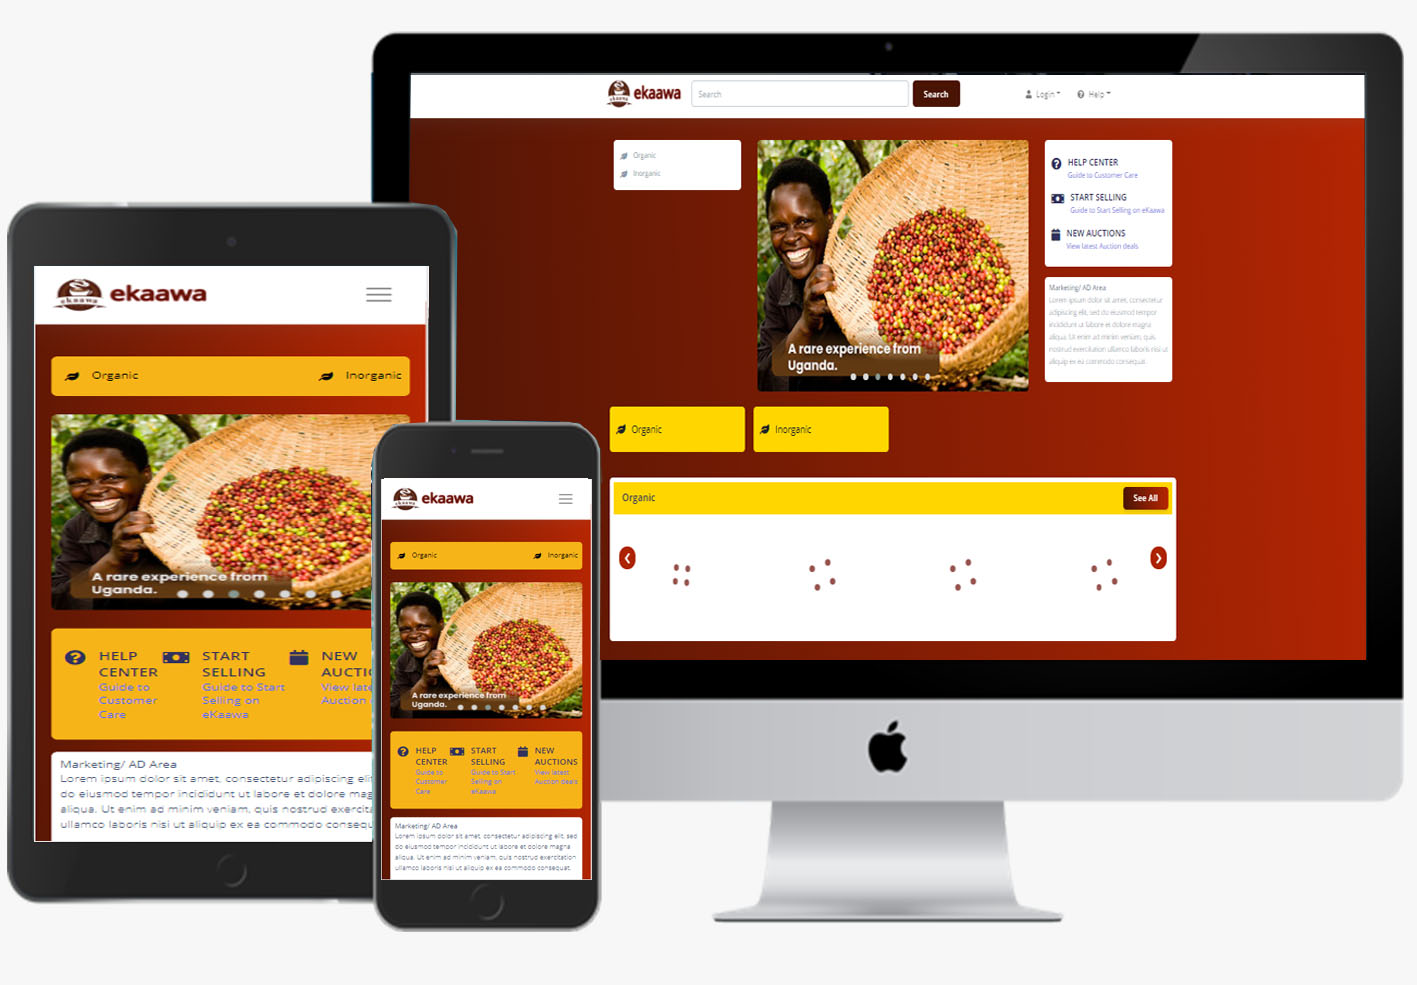 ekaawa
Search
Search
Login
Help
Organic
Inorganic
A rare experience from
Uganda.
HELP CENTER
Guide to Customer Care
START SELLING
Guide to Start Selling on eKaawa
NEW AUCTIONS
View latest Auction deals
Marketing/ AD Area
Lorem ipsum dolor sit amet, consectetur
adipiscing elit, sed do eiusmod tempor
incididunt ut labore et dolore magna
aliqua. Ut enim ad minim veniam, quis
nostrud exercitation ullamco laboris nisi ut
aliquip ex ea commodo consequat.
Organic
Inorganic
Organic
See All
ekaawa
ekaawa
Organic
Inorganic
A rare experience from
Uganda.
HELP
CENTER
Guide to
Customer
Care
START
SELLING
Guide to Start
Selling on
eKaawa
NEW
AUCTI
View late
Auction
Marketing/ AD Area
Lorem ipsum dolor sit amet, consectetur adipiscing elit
do eiusmod tempor incididunt ut labore et dolore mag
aliqua. Ut enim ad minim veniam, quis nostrud exercita
ullamco laboris nisi ut aliquip ex ea commodo consequ
ekaawa
Organic
Inorganic
A rare experience from
Uganda.
HELP
CENTER
Guide to
Customer
Care
START
SELLING
Guide to Start
Selling on
eKaawa
NEW
AUCTIONS
View latest
Auction deals
Marketing/ AD Area
Lorem ipsum dolor sit amet, consectetur adipiscing elit, sed
do eiusmod tempor incididunt ut labore et dolore magna
aliqua. Ut enim ad minim veniam, quis nostrud exercitation
ullamco laboris nisi ut aliquip ex ea commodo consequat.